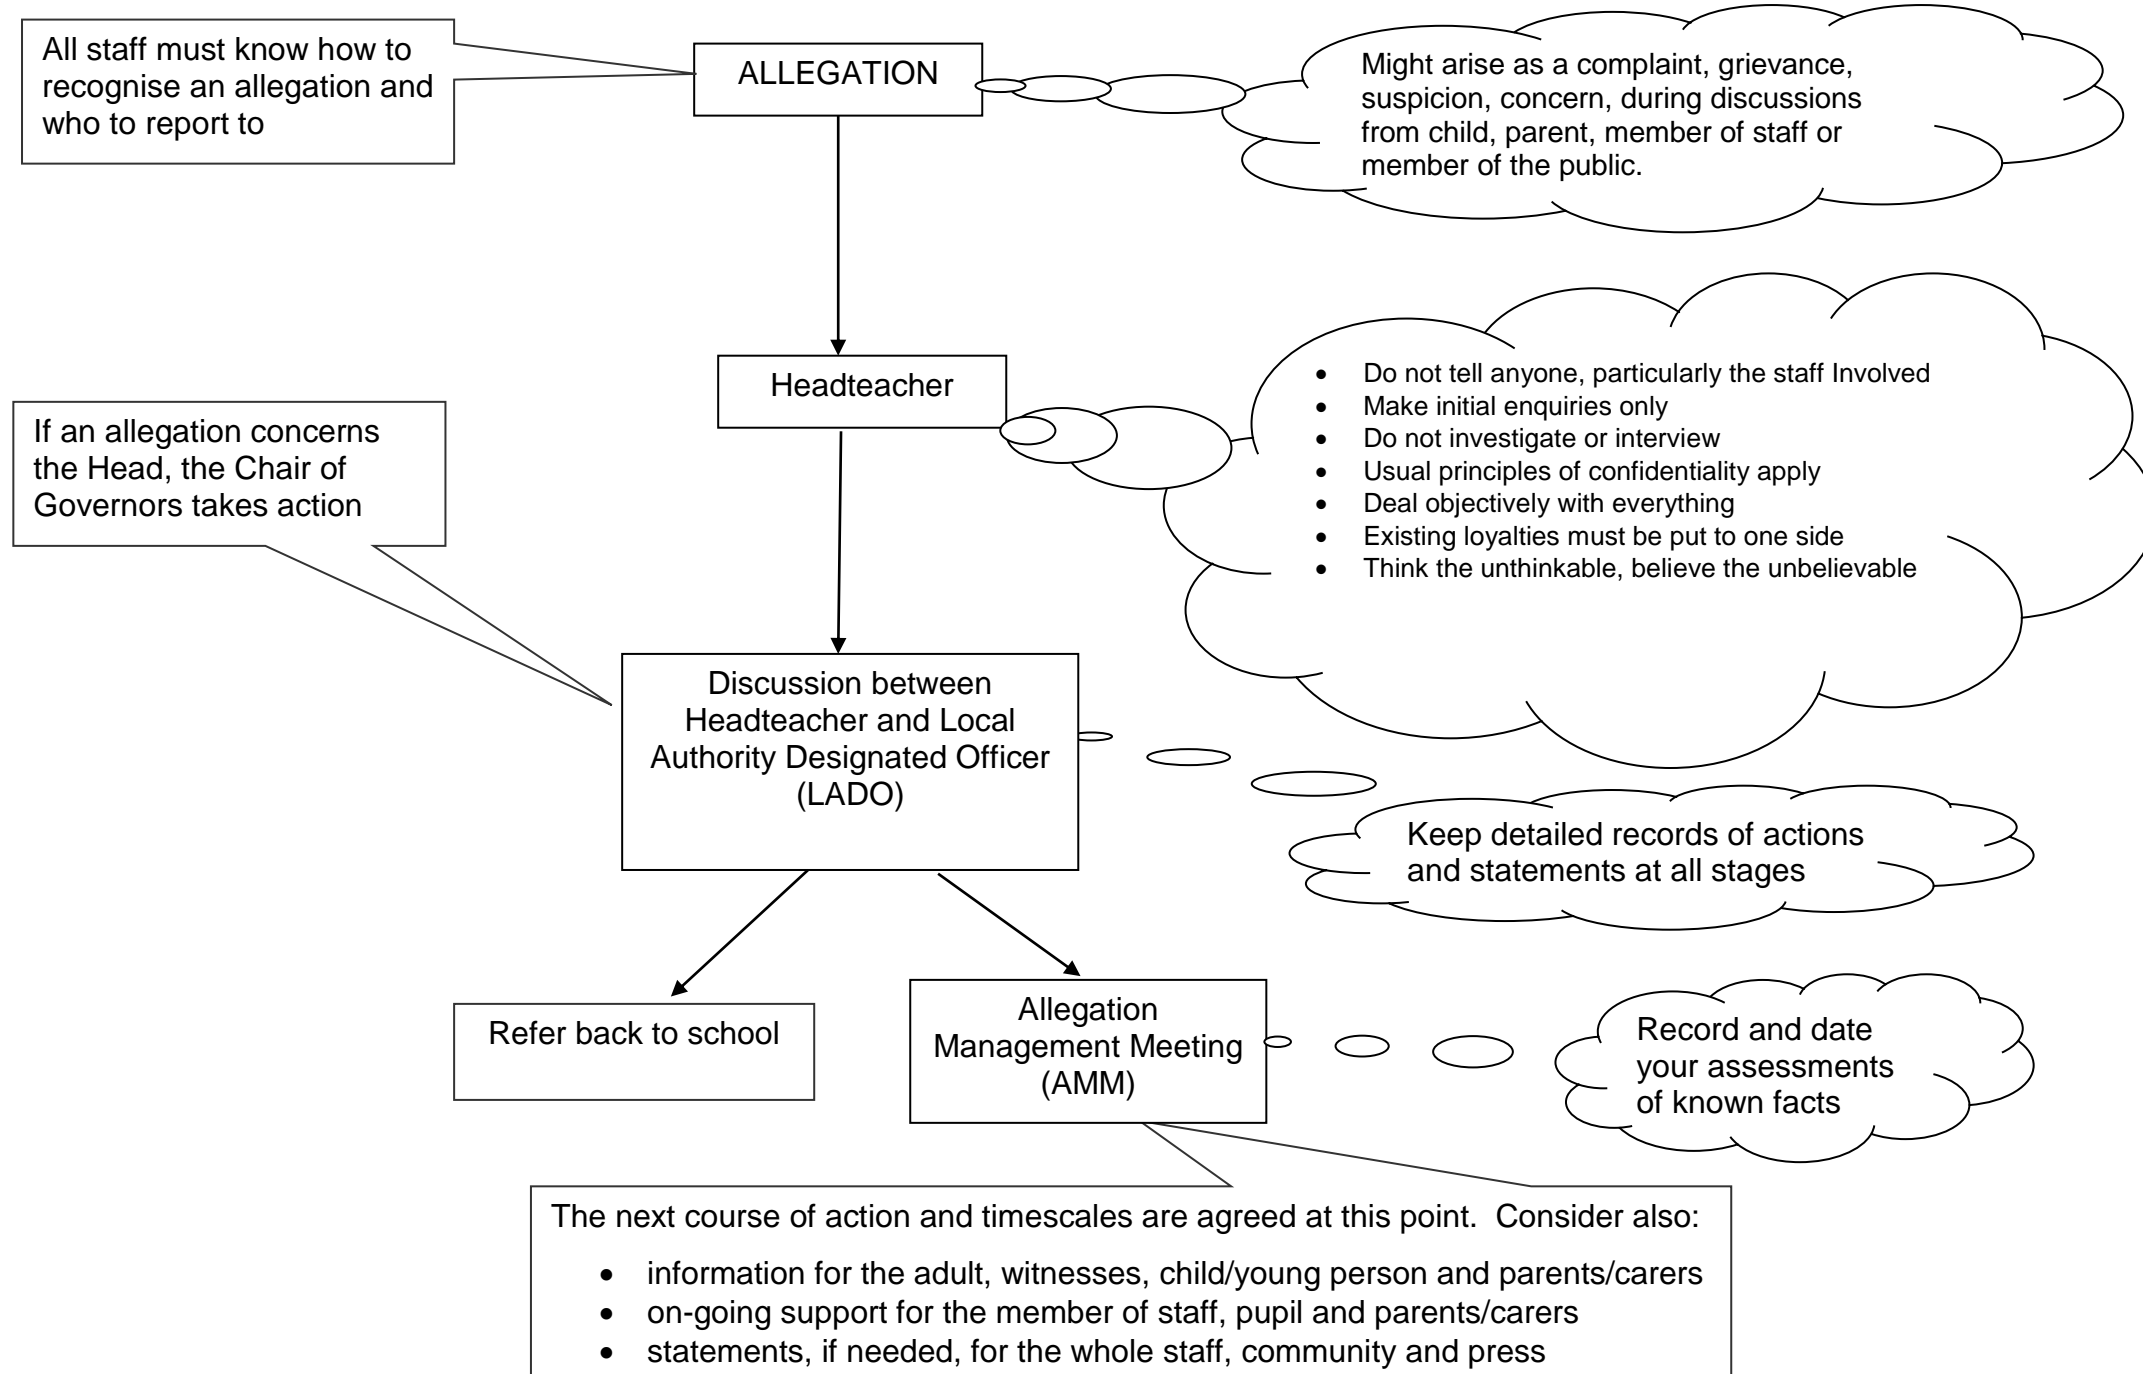 All staff must know how to
recognise an allegation and
who to report to
ALLEGATION
Might arise as a complaint, grievance,
suspicion, concern, during discussions
from child, parent, member of staff or
member of the public.
Headteacher
• Do not tell anyone, particularly the staff Involved
• Make initial enquiries only
• Do not investigate or interview
• Usual principles of confidentiality apply
• Deal objectively with everything
• Existing loyalties must be put to one side
• Think the unthinkable, believe the unbelievable
If an allegation concerns
the Head, the Chair of
Governors takes action
Discussion between
Headteacher and Local
Authority Designated Officer
(LADO)
Keep detailed records of actions
and statements at all stages
Refer back to school
Allegation
Management Meeting
(AMM)
Record and date
your assessments
of known facts
The next course of action and timescales are agreed at this point.  Consider also:
• information for the adult, witnesses, child/young person and parents/carers
• on-going support for the member of staff, pupil and parents/carers
• statements, if needed, for the whole staff, community and press